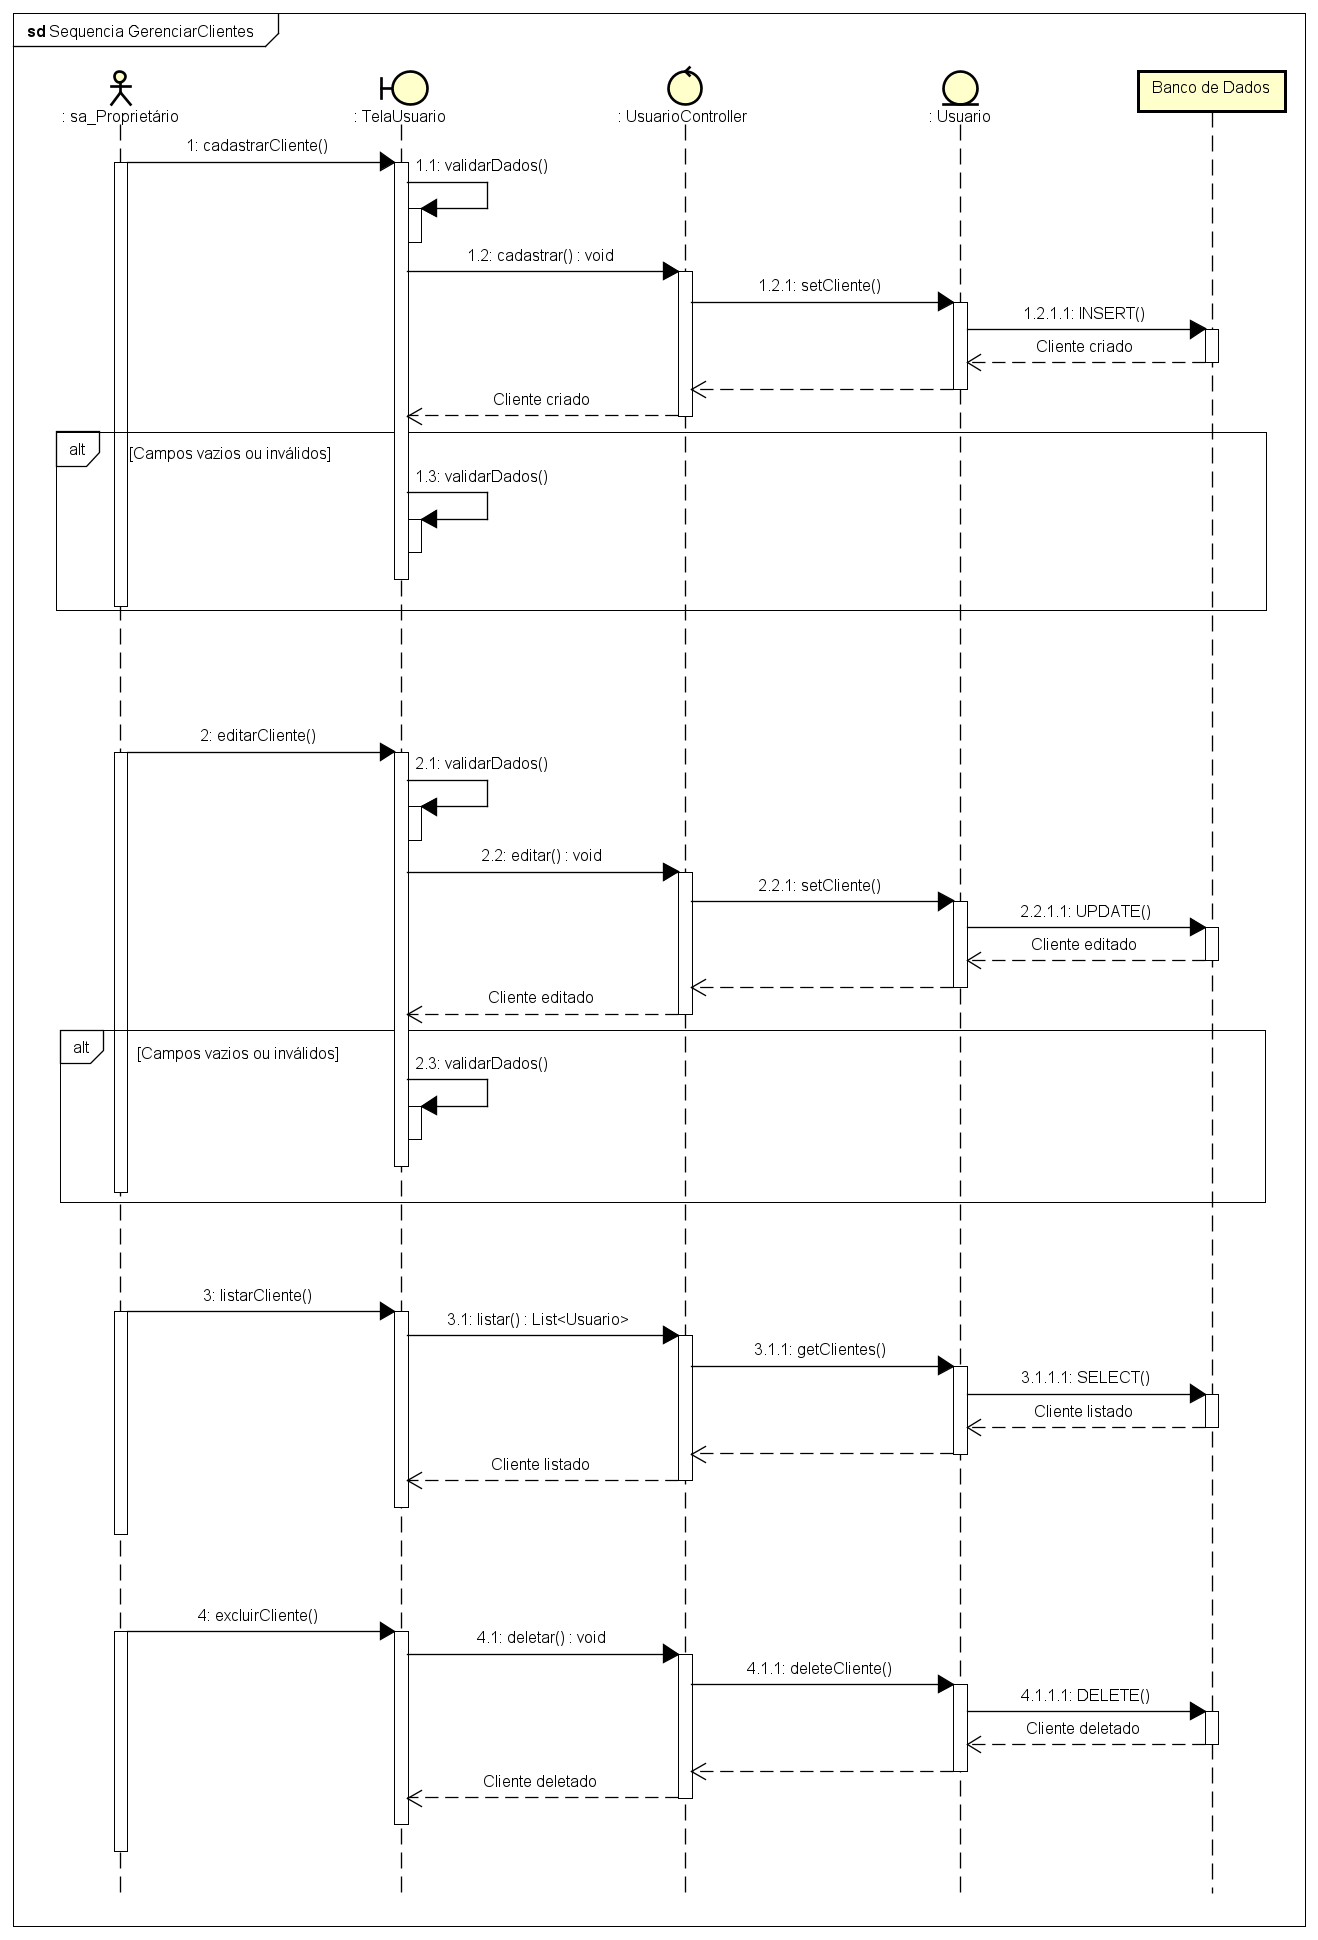 sd Sequencia GerenciarClientes
: sa_Proprietário
: TelaUsuario
: UsuarioController
: Usuario
Banco de Dados
1: cadastrarCliente()
1.1: validarDados()
1.2: cadastrar() : void
1.2.1: setCliente()
1.2.1.1: INSERT()
Cliente criado
Cliente criado
alt
[Campos vazios ou inválidos]
1.3: validarDados()
2: editarCliente()
2.1: validarDados()
2.2: editar() : void
2.2.1: setCliente()
2.2.1.1: UPDATE()
Cliente editado
Cliente editado
alt
[Campos vazios ou inválidos]
2.3: validarDados()
3: listarCliente()
3.1: listar() : List<Usuario>
3.1.1: getClientes()
3.1.1.1: SELECT()
Cliente listado
Cliente listado
4: excluirCliente()
4.1: deletar() : void
4.1.1: deleteCliente()
4.1.1.1: DELETE()
Cliente deletado
Cliente deletado